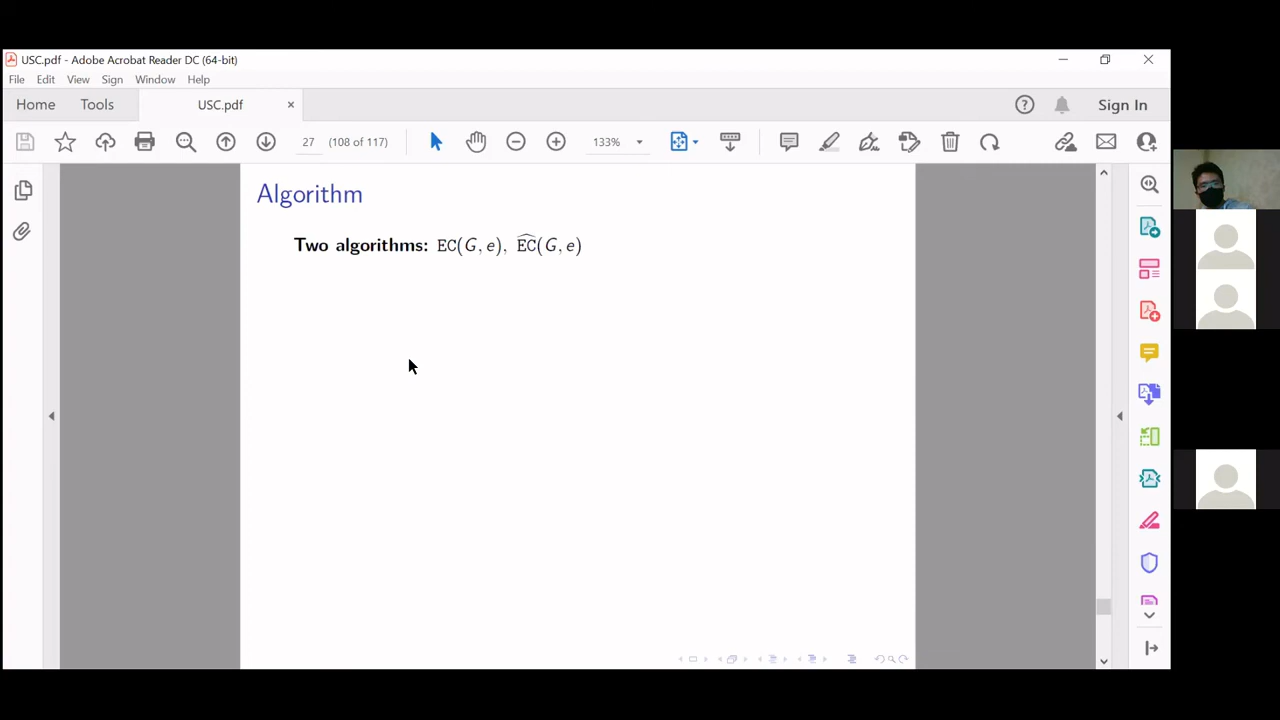 USC.pdf - Adobe Acrobat Reader DC (64-bit)
File Edit View Sign Window Help
Home Tools USC.pdf × Sign In
27 (108 of 117) 133%
Algorithm
Two algorithms: EC(G, e), \widehat{EC}(G, e)